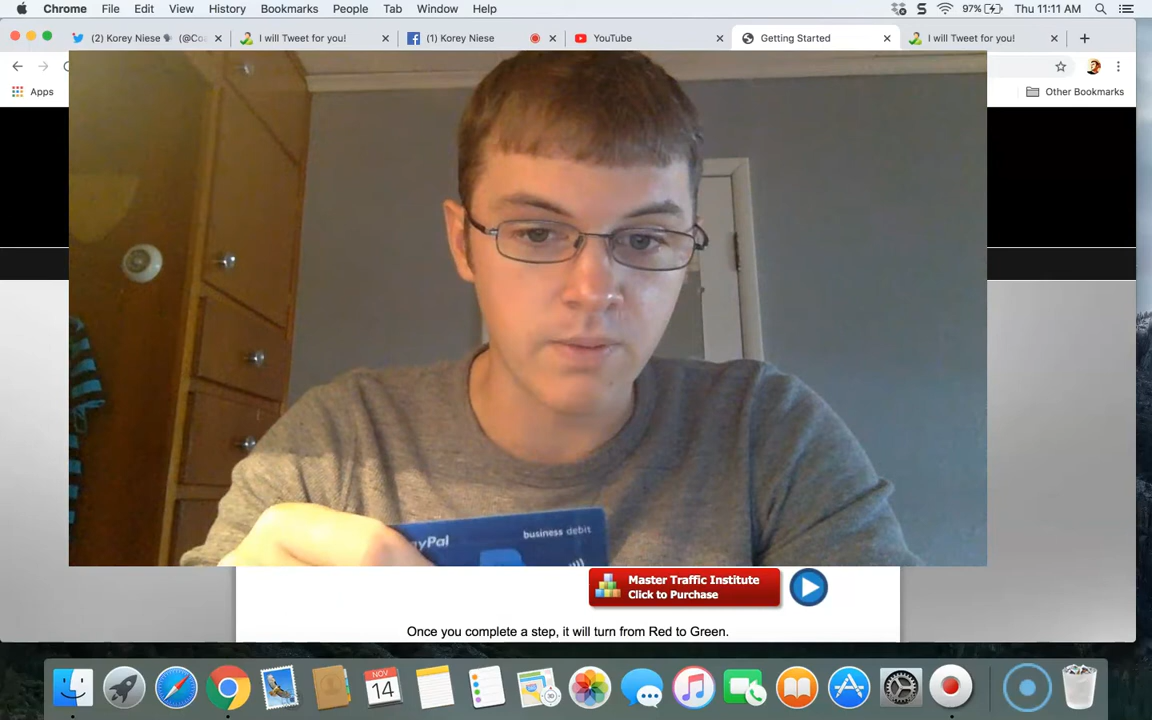 Chrome File Edit View History Bookmarks People Tab Window Help 97% Thu 11:11 AM
(2) Korey Niese (@Co I will Tweet for you! (1) Korey Niese YouTube Getting Started I will Tweet for you!
Apps Other Bookmarks
yPal business debit
Master Traffic Institute
Click to Purchase
Once you complete a step, it will turn from Red to Green.
NOV
14